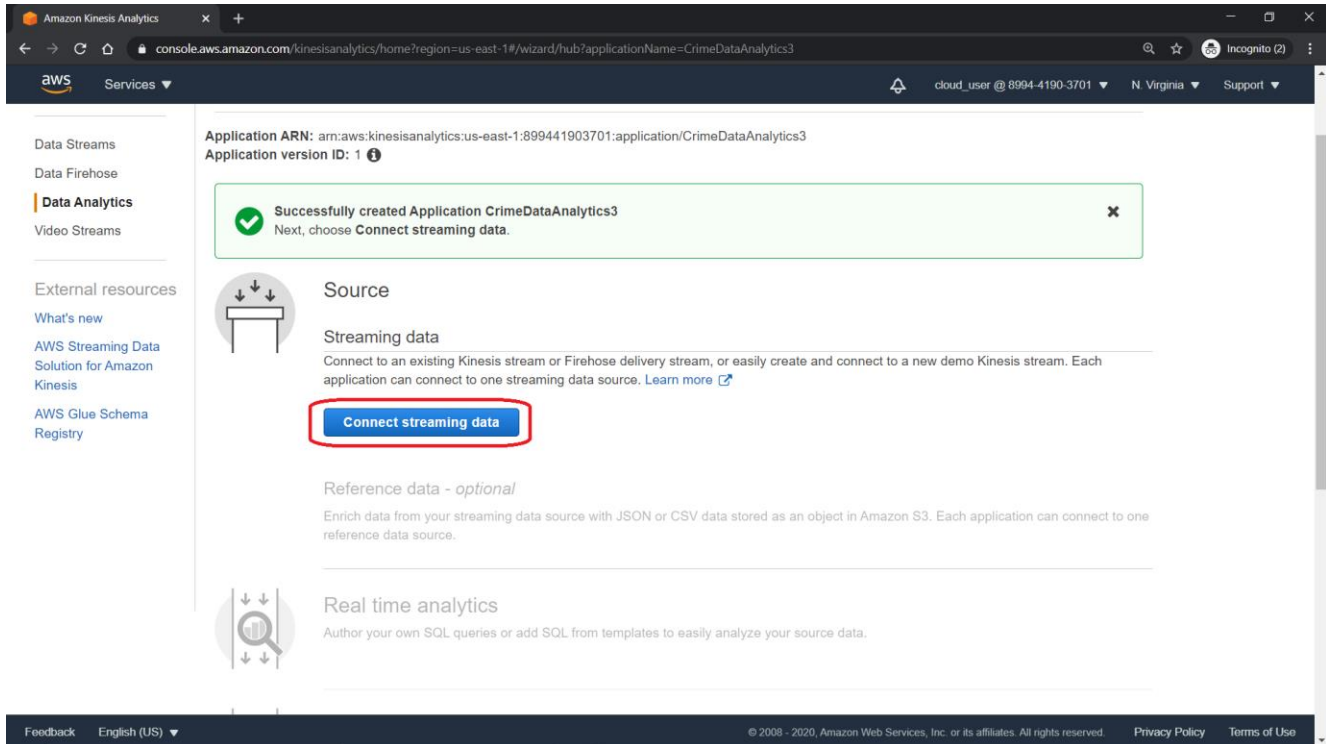 Amazon Kinesis Analytics
console.aws.amazon.com/kinesisanalytics/home?region=us-east-1#/wizard/hub?applicationName=CrimeDataAnalytics3
Incognito (2)
aws
Services
cloud_user @ 8994-4190-3701
N. Virginia
Support
Data Streams
Data Firehose
Data Analytics
Video Streams
External resources
What's new
AWS Streaming Data
Solution for Amazon
Kinesis
AWS Glue Schema
Registry
Application ARN: arn:aws:kinesisanalytics:us-east-1:899441903701:application/CrimeDataAnalytics3
Application version ID: 1
Successfully created Application CrimeDataAnalytics3
Next, choose Connect streaming data.
Source
Streaming data
Connect to an existing Kinesis stream or Firehose delivery stream, or easily create and connect to a new demo Kinesis stream. Each
application can connect to one streaming data source. Learn more
Connect streaming data
Reference data - optional
Enrich data from your streaming data source with JSON or CSV data stored as an object in Amazon S3. Each application can connect to one
reference data source.
Real time analytics
Author your own SQL queries or add SQL from templates to easily analyze your source data.
Feedback
English (US)
© 2008 - 2020, Amazon Web Services, Inc. or its affiliates. All rights reserved.
Privacy Policy
Terms of Use